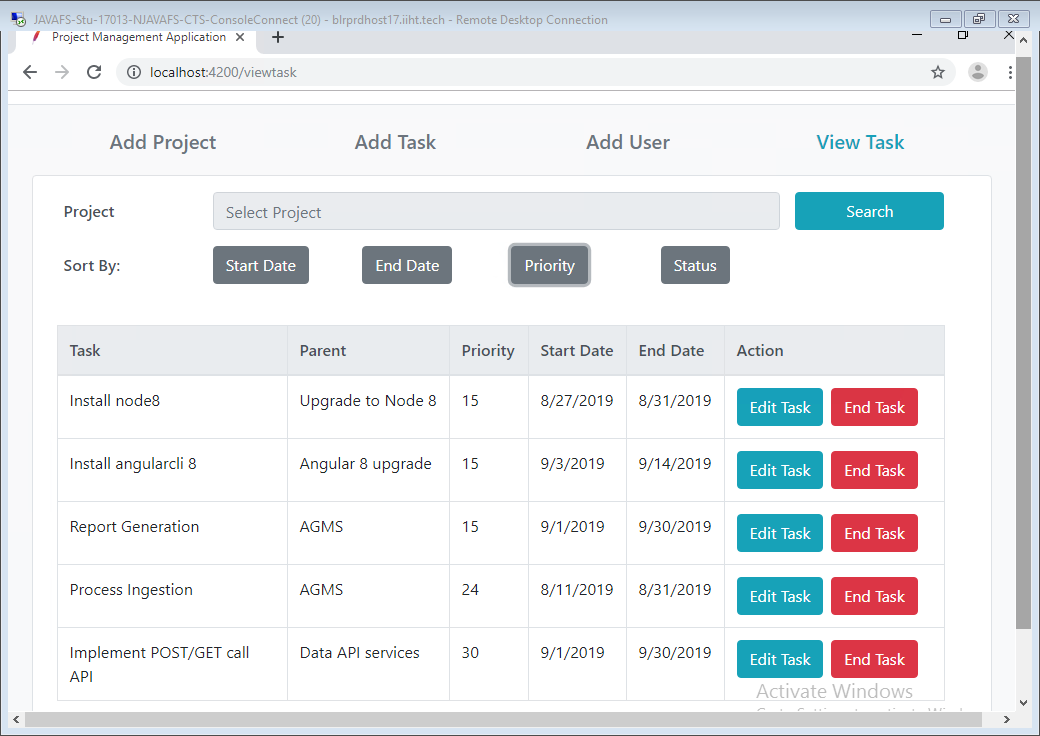 JAVAFS-Stu-17013-NJAVAFS-CTS-ConsoleConnect (20) - blrprdhost17.iiht.tech - Remote Desktop Connection
Project Management Application
localhost:4200/viewtask
Add Project Add Task Add User View Task
Project Select Project Search
Sort By: Start Date End Date Priority Status
Task Parent Priority Start Date End Date Action
Install node8 Upgrade to Node 8 15 8/27/2019 8/31/2019 Edit Task End Task
Install angularcli 8 Angular 8 upgrade 15 9/3/2019 9/14/2019 Edit Task End Task
Report Generation AGMS 15 9/1/2019 9/30/2019 Edit Task End Task
Process Ingestion AGMS 24 8/11/2019 8/31/2019 Edit Task End Task
Implement POST/GET call Data API services 30 9/1/2019 9/30/2019 Edit Task End Task
API
Activate Windows